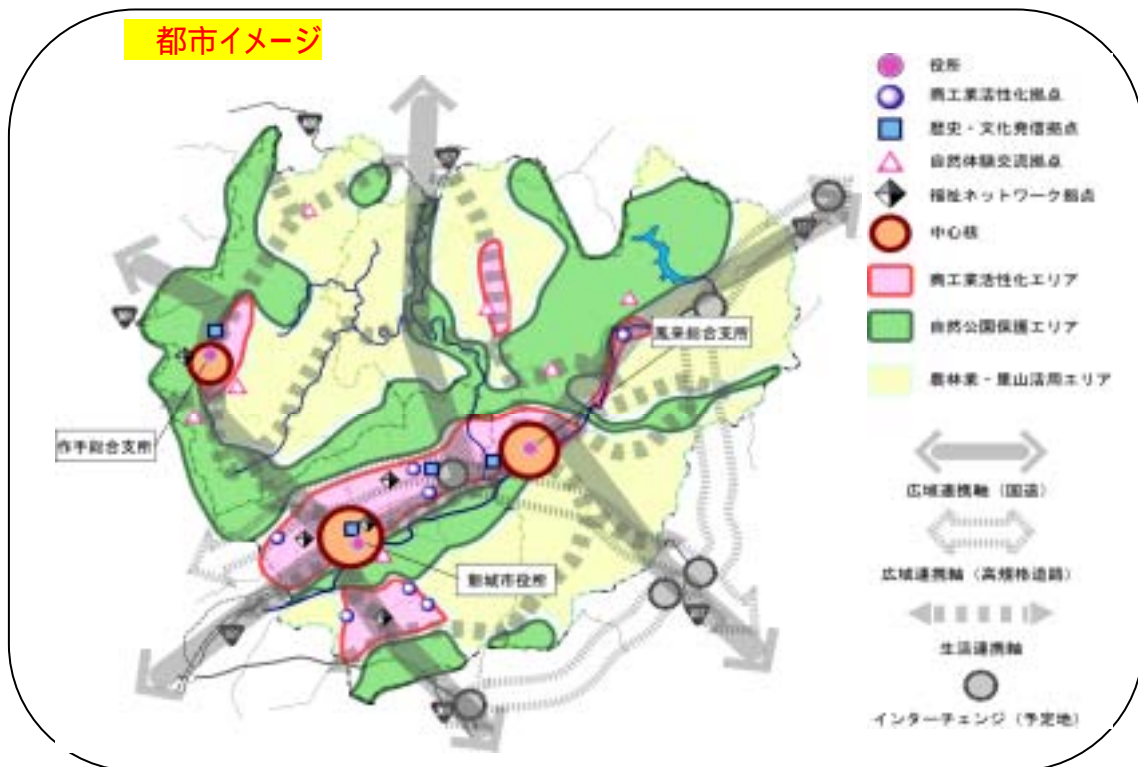 都市イメージ
役所
商工業活性化拠点
歴史・文化発信拠点
自然体験交流拠点
福祉ネットワーク拠点
中心核
商工業活性化エリア
自然公園保護エリア
農林業・里山活用エリア
広域連携軸（国道）
広域連携軸（高規格道路）
生活連携軸
インターチェンジ（予定地）
鳳来総合支所
作手総合支所
新城市役所